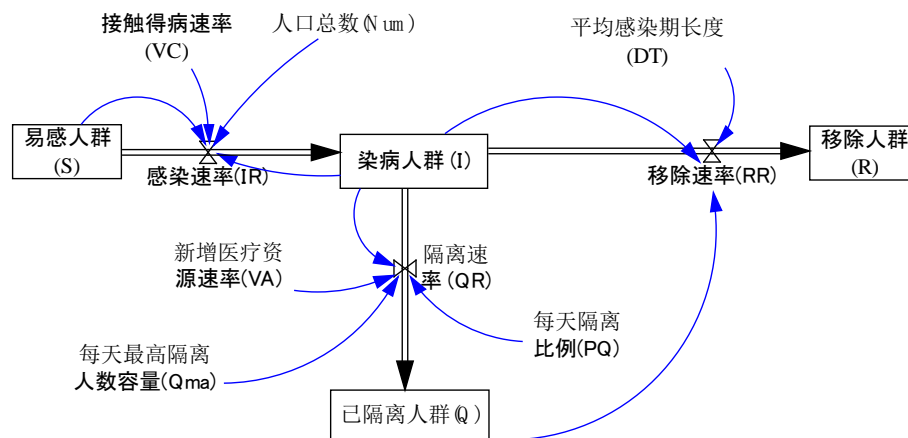 接触得病速率
(VC)
人口总数(Num)
平均感染期长度
(DT)
易感人群
(S)
感染速率(IR)
染病人群(I)
移除速率(RR)
移除人群
(R)
新增医疗资
源速率(VA)
隔离速
率(QR)
每天隔离
比例(PQ)
每天最高隔离
人数容量(Qma)
已隔离人群(Q)